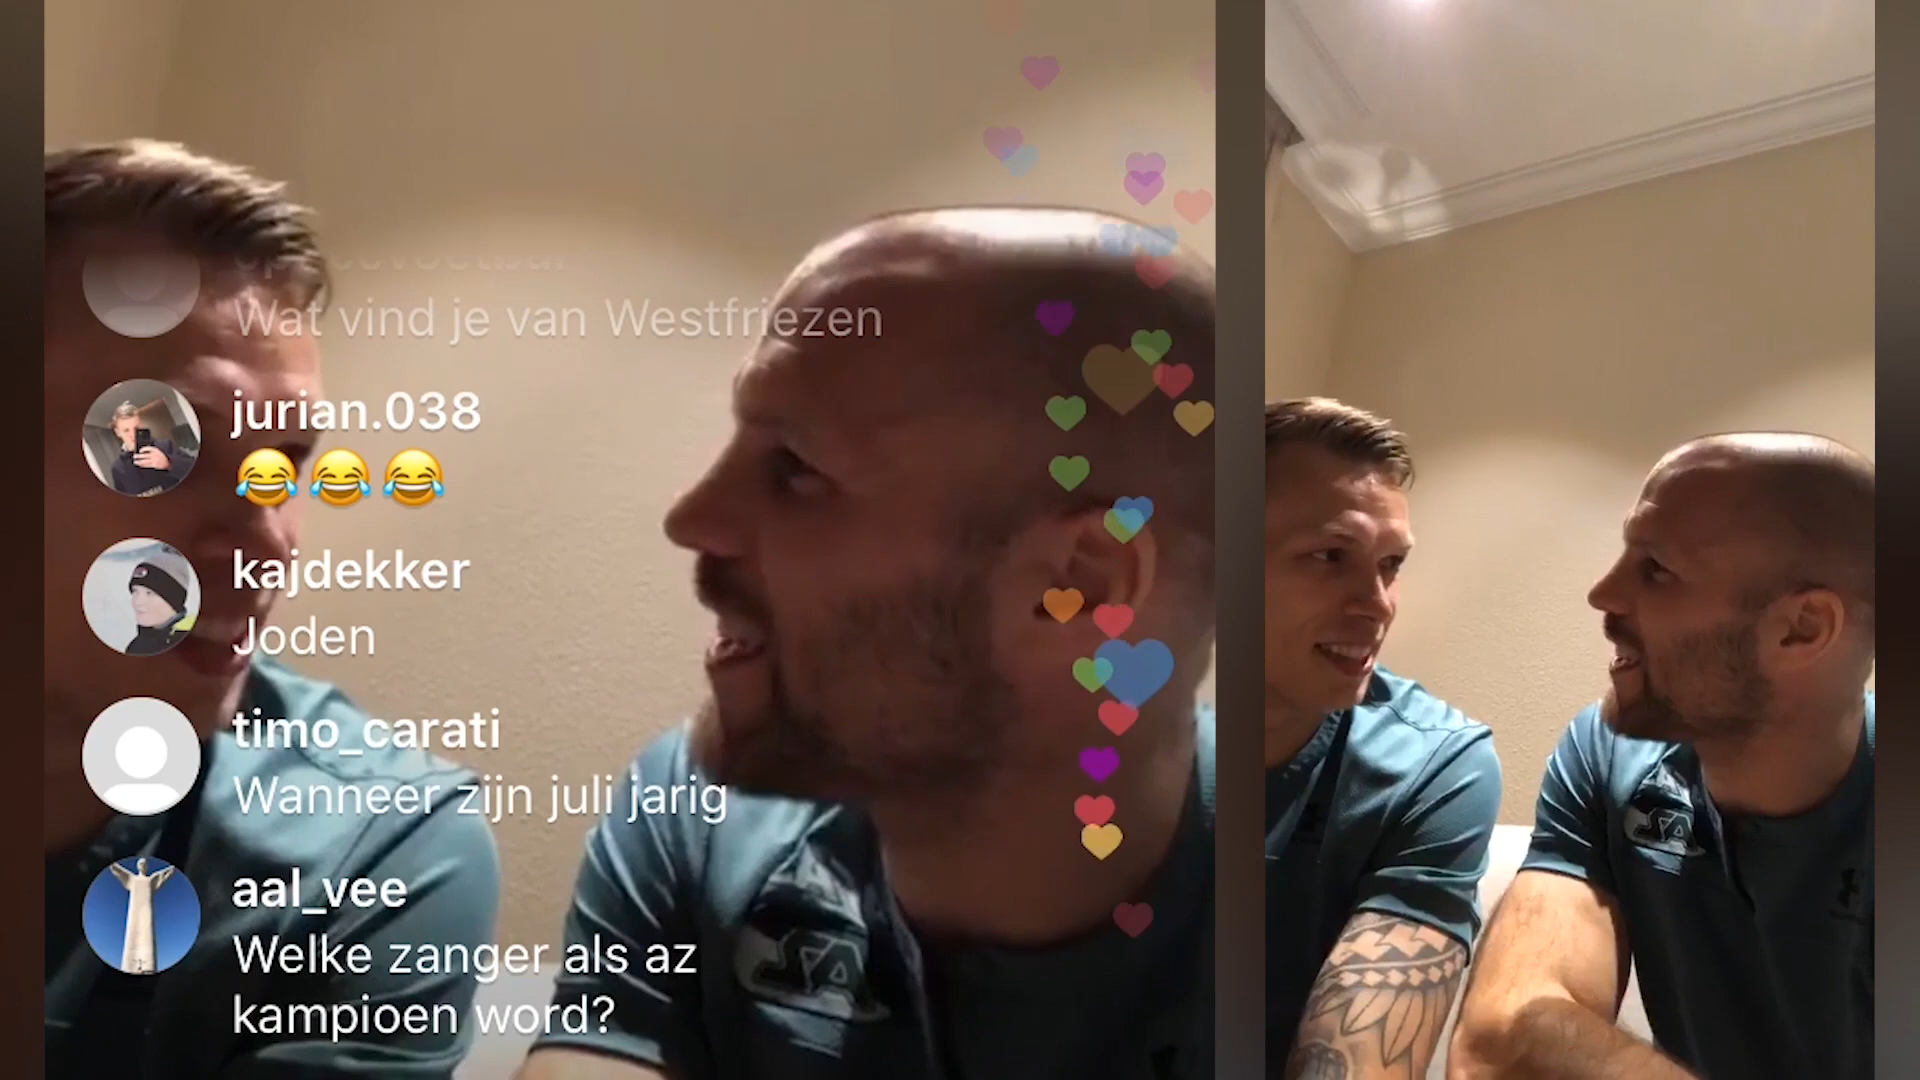 Wat vind je van Westfriezen
jurian.038
😂😂😂
kajdekker
Joden
timo_carati
Wanneer zijn juli jarig
aal_vee
Welke zanger als az
kampioen word?